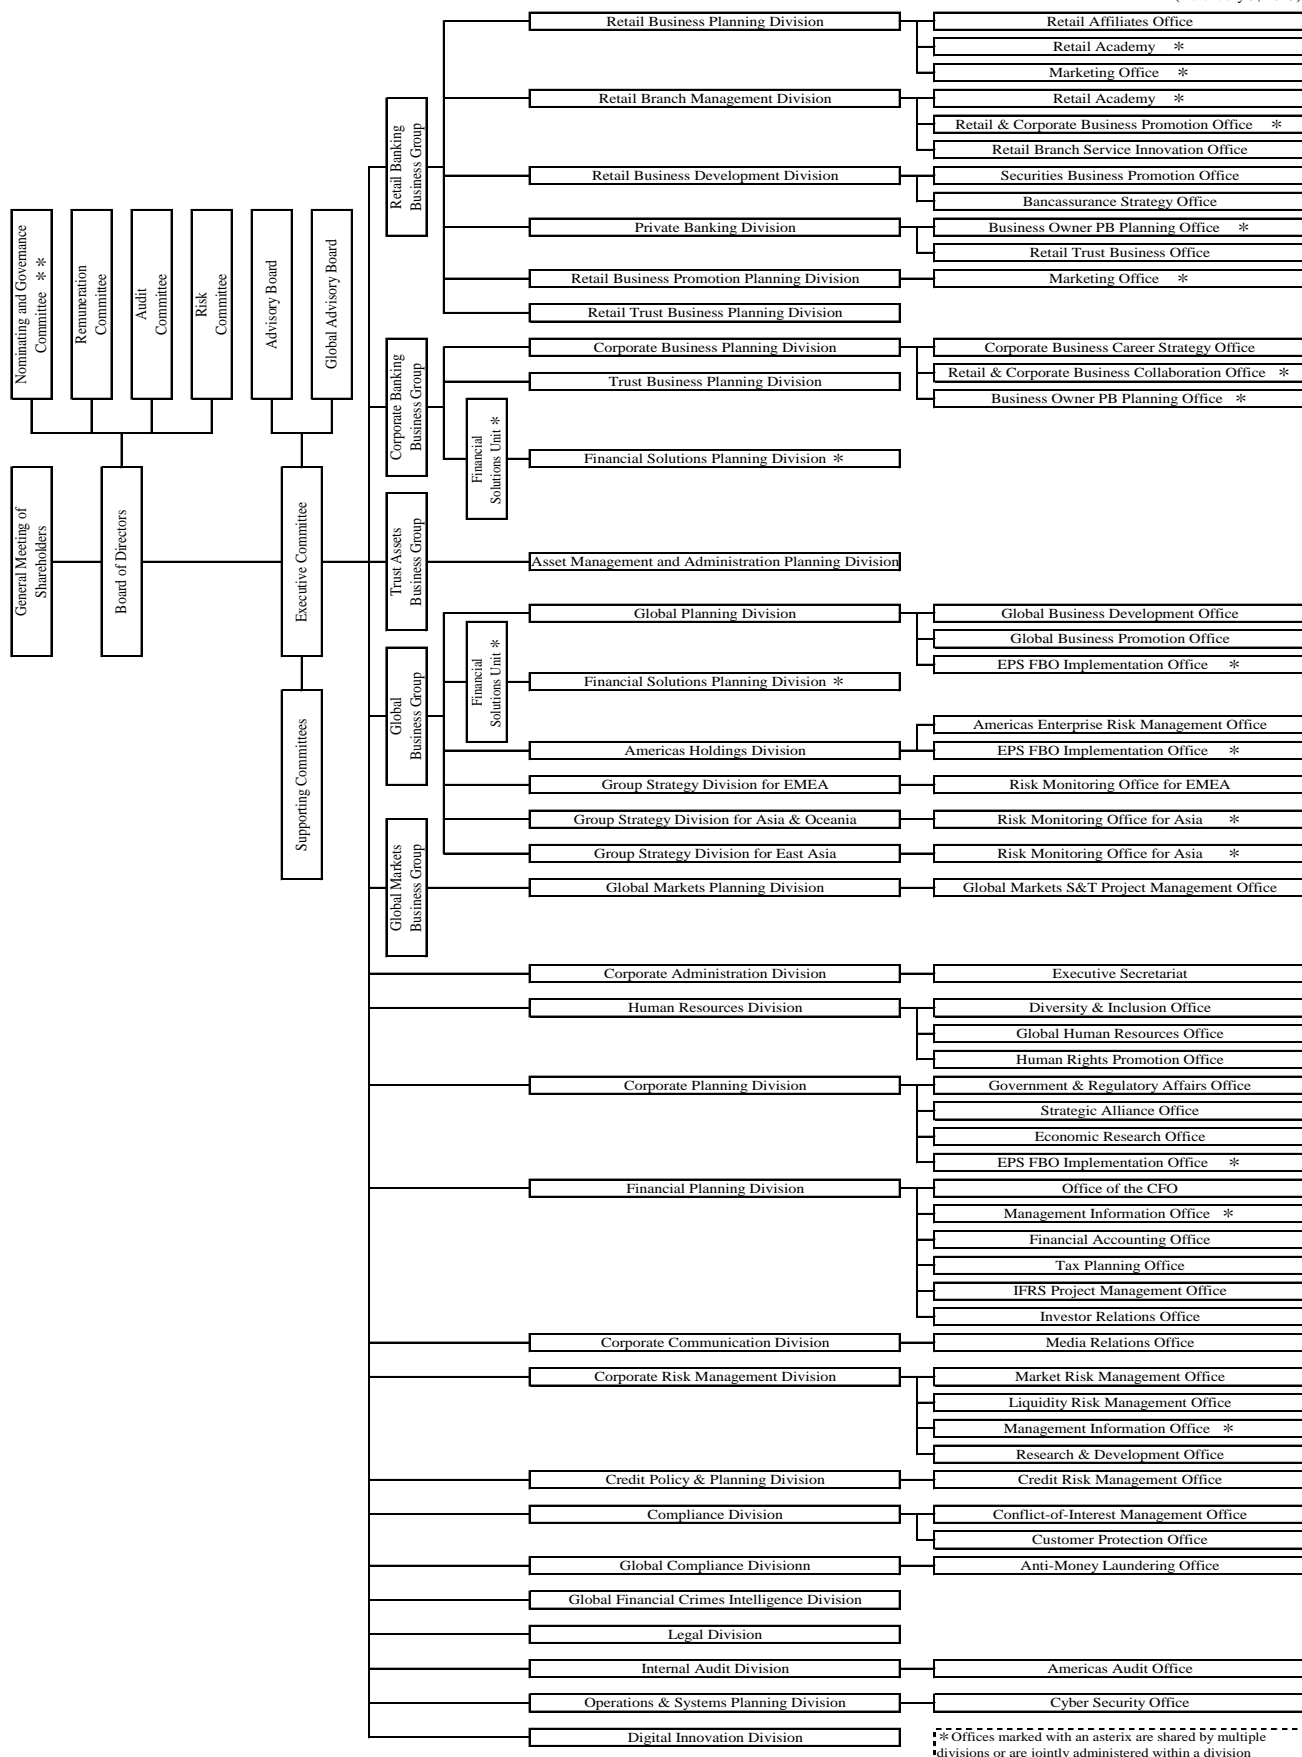 Retail Business Planning Division
Retail Affiliates Office
Retail Academy *
Marketing Office *
Retail Banking
Business Group
Retail Branch Management Division
Retail Academy *
Retail & Corporate Business Promotion Office *
Retail Branch Service Innovation Office
Retail Business Development Division
Securities Business Promotion Office
Bancassurance Strategy Office
Private Banking Division
Business Owner PB Planning Office *
Retail Trust Business Office
Retail Business Promotion Planning Division
Marketing Office *
Retail Trust Business Planning Division
Nominating and Governance
Committee * *
Remuneration
Committee
Audit
Committee
Risk
Committee
Advisory Board
Global Advisory Board
Corporate Banking
Business Group
Corporate Business Planning Division
Corporate Business Career Strategy Office
Retail & Corporate Business Collaboration Office *
Business Owner PB Planning Office *
Trust Business Planning Division
Financial
Solutions Unit *
Financial Solutions Planning Division *
General Meeting of
Shareholders
Board of Directors
Executive Committee
Supporting Committees
Trust Assets
Business Group
Asset Management and Administration Planning Division
Global
Business Group
Global Planning Division
Global Business Development Office
Global Business Promotion Office
EPS FBO Implementation Office *
Financial
Solutions Unit *
Financial Solutions Planning Division *
Americas Holdings Division
Americas Enterprise Risk Management Office
EPS FBO Implementation Office *
Group Strategy Division for EMEA
Risk Monitoring Office for EMEA
Group Strategy Division for Asia & Oceania
Risk Monitoring Office for Asia *
Group Strategy Division for East Asia
Risk Monitoring Office for Asia *
Global Markets
Business Group
Global Markets Planning Division
Global Markets S&T Project Management Office
Corporate Administration Division
Executive Secretariat
Human Resources Division
Diversity & Inclusion Office
Global Human Resources Office
Human Rights Promotion Office
Corporate Planning Division
Government & Regulatory Affairs Office
Strategic Alliance Office
Economic Research Office
EPS FBO Implementation Office *
Financial Planning Division
Office of the CFO
Management Information Office *
Financial Accounting Office
Tax Planning Office
IFRS Project Management Office
Investor Relations Office
Corporate Communication Division
Media Relations Office
Corporate Risk Management Division
Market Risk Management Office
Liquidity Risk Management Office
Management Information Office *
Research & Development Office
Credit Policy & Planning Division
Credit Risk Management Office
Compliance Division
Conflict-of-Interest Management Office
Customer Protection Office
Global Compliance Divisionn
Anti-Money Laundering Office
Global Financial Crimes Intelligence Division
Legal Division
Internal Audit Division
Americas Audit Office
Operations & Systems Planning Division
Cyber Security Office
Digital Innovation Division
* Offices marked with an asterix are shared by multiple
divisions or are jointly administered within a division